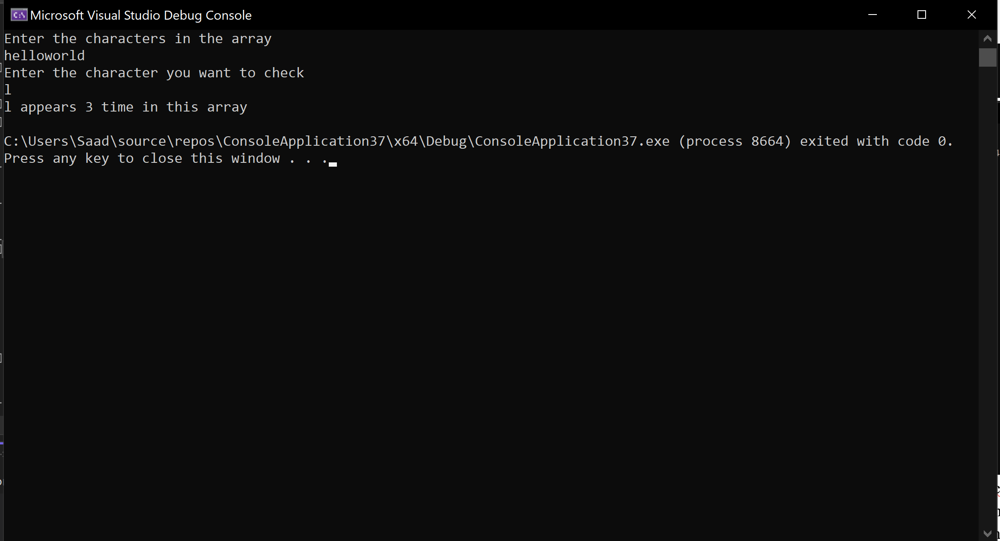 Microsoft Visual Studio Debug Console
Enter the characters in the array
helloworld
Enter the character you want to check
l
l appears 3 time in this array
C:\Users\Saad\source\repos\ConsoleApplication37\x64\Debug\ConsoleApplication37.exe (process 8664) exited with code 0.
Press any key to close this window . . .